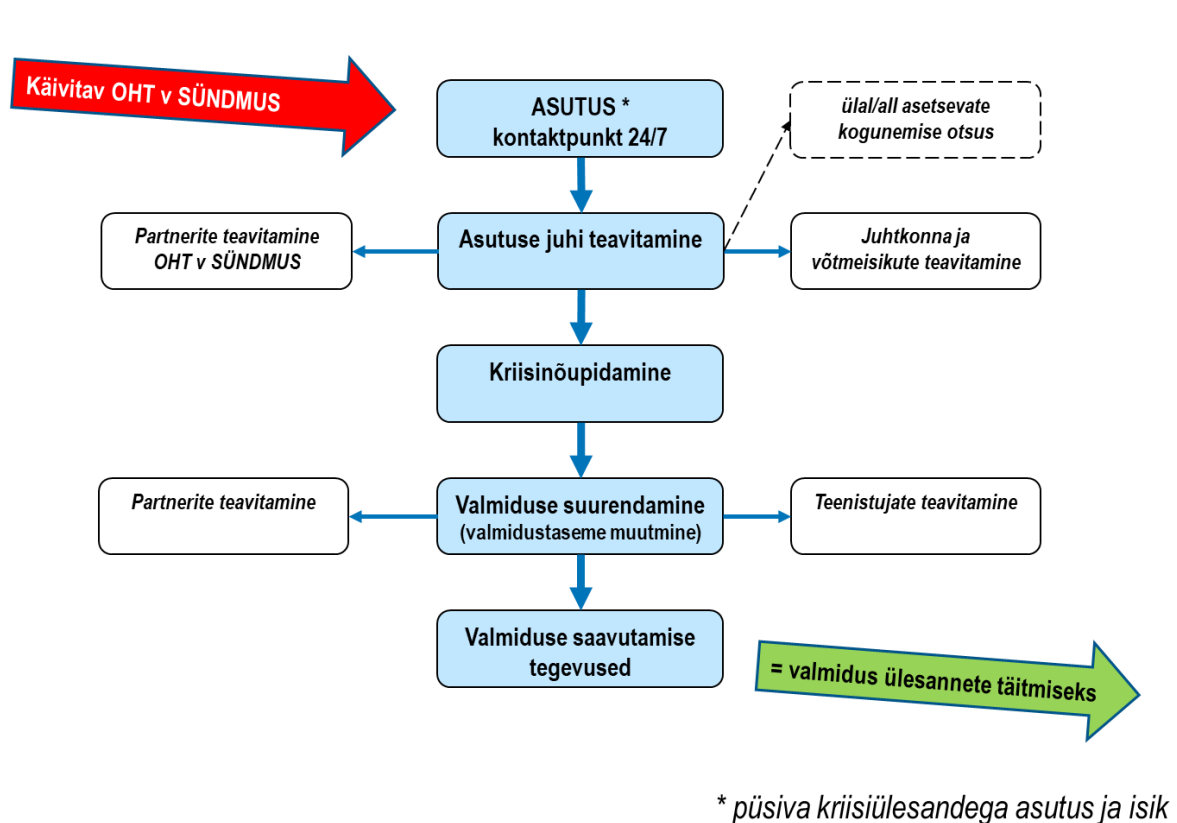 Käivitav OHT v SÜNDMUS
ASUTUS *
kontaktpunkt 24/7
ülal/all asetsevate
kogunemise otsus
Partnerite teavitamine
OHT v SÜNDMUS
Asutuse juhi teavitamine
Juhtkonna ja
võtmeisikute teavitamine
Kriisinõupidamine
Partnerite teavitamine
Valmiduse suurendamine
(valmidustaseme muutmine)
Teenistujate teavitamine
Valmiduse saavutamise
tegevused
= valmidus ülesannete täitmiseks
* püsiva kriisiülesandega asutus ja isik